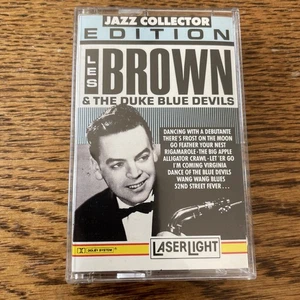 JAZZ COLLECTOR
EDITION
LES
BROWN
& THE DUKE BLUE DEVILS
DANCING WITH A DEBUTANTE
THERE'S FROST ON THE MOON
GO FEATHER YOUR NEST
RIGAMAROLE · THE BIG APPLE
ALLIGATOR CRAWL · LET 'ER GO
I'M COMING VIRGINIA
DANCE OF THE BLUE DEVILS
WANG WANG BLUES
52ND STREET FEVER . . .
DOLBY SYSTEM
LASERLIGHT